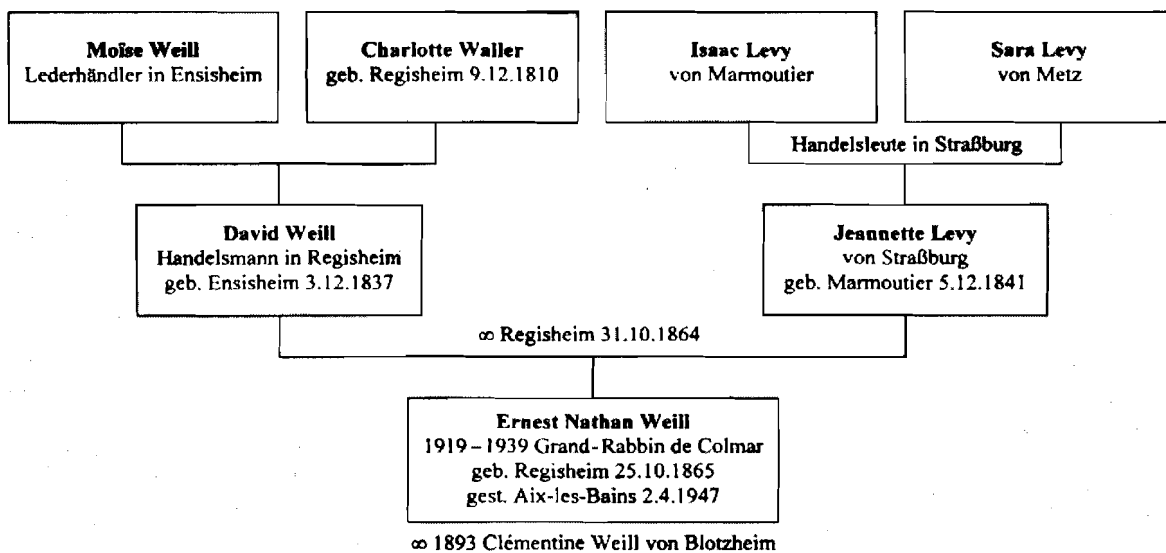 Moïse Weill
Lederhändler in Ensisheim
Charlotte Waller
geb. Regisheim 9.12.1810
Isaac Levy
von Marmoutier
Sara Levy
von Metz
Handelsleute in Straßburg
David Weill
Handelsmann in Regisheim
geb. Ensisheim 3.12.1837
Jeannette Levy
von Straßburg
geb. Marmoutier 5.12.1841
∞ Regisheim 31.10.1864
Ernest Nathan Weill
1919–1939 Grand-Rabbin de Colmar
geb. Regisheim 25.10.1865
gest. Aix-les-Bains 2.4.1947
∞ 1893 Clémentine Weill von Blotzheim